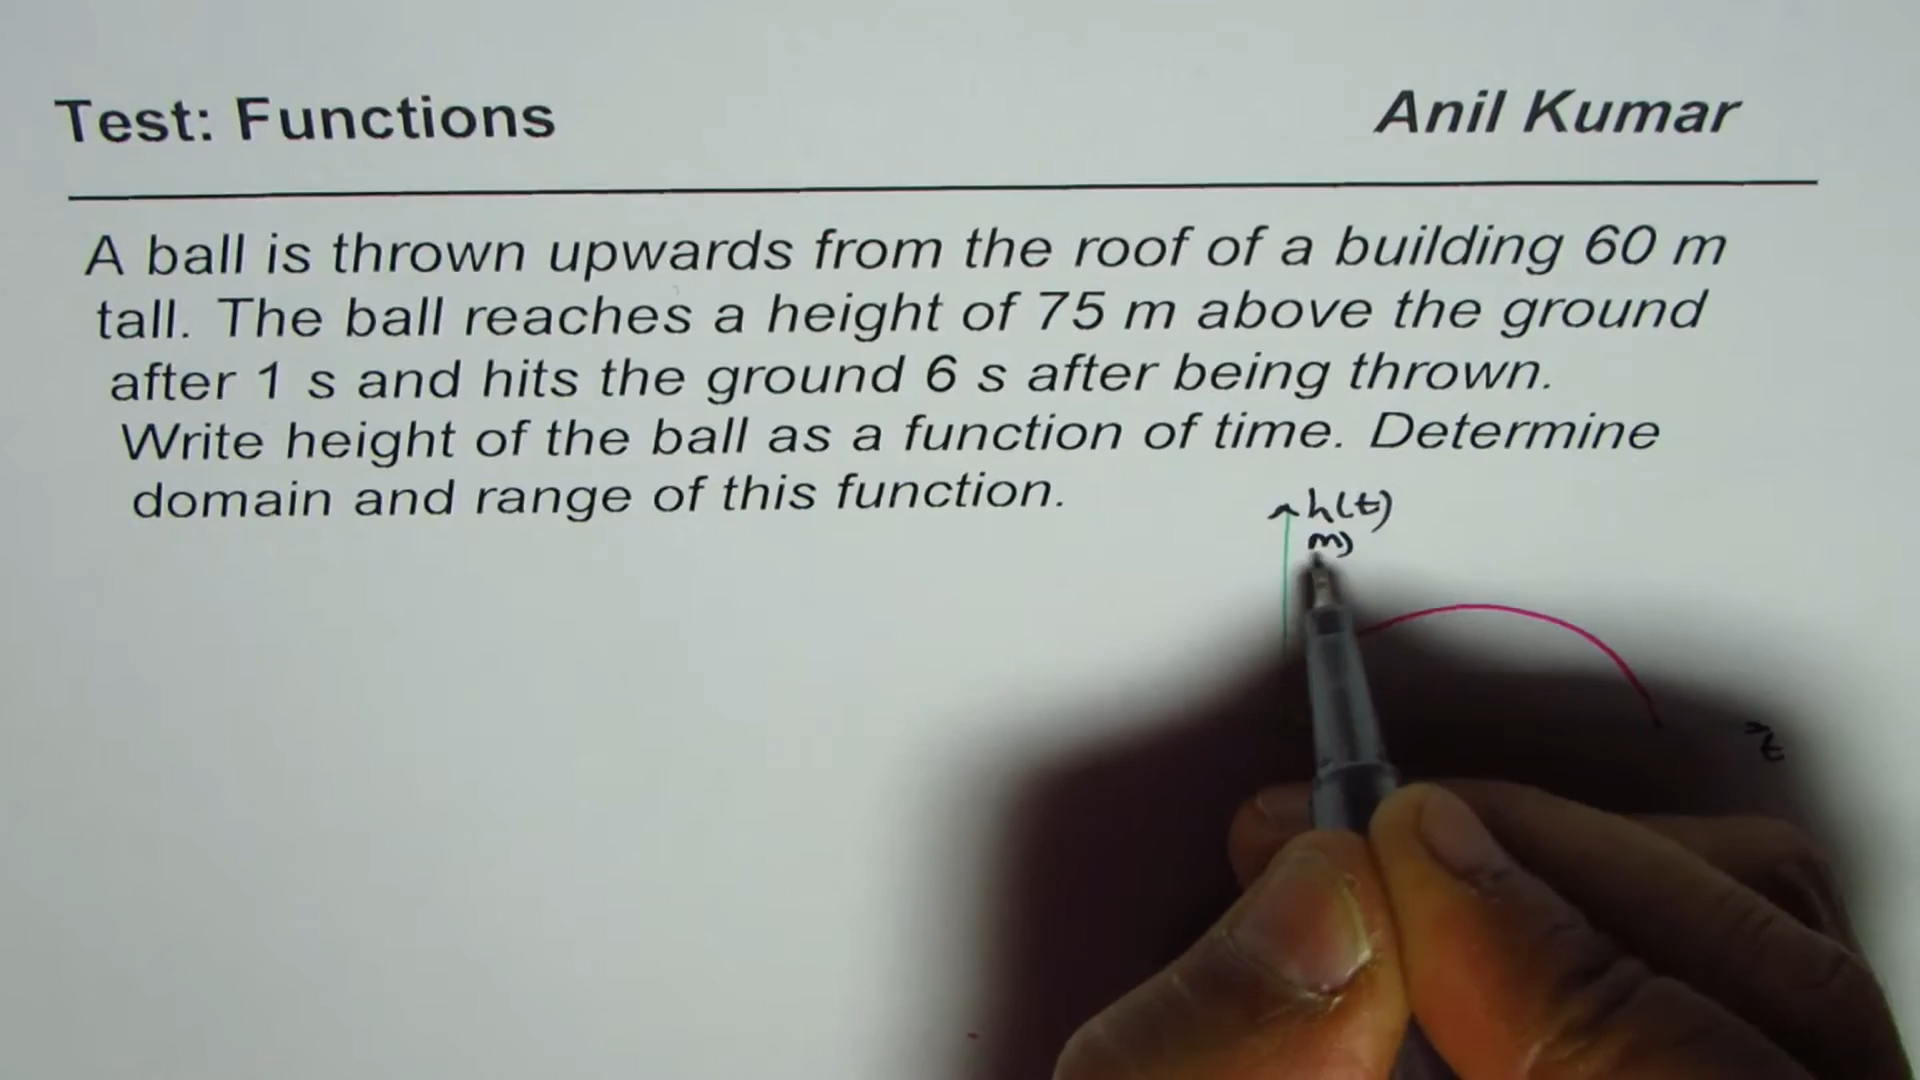 Test: Functions
Anil Kumar
A ball is thrown upwards from the roof of a building 60 m
tall. The ball reaches a height of 75 m above the ground
after 1 s and hits the ground 6 s after being thrown.
Write height of the ball as a function of time. Determine
domain and range of this function.
h(t)
m)
t